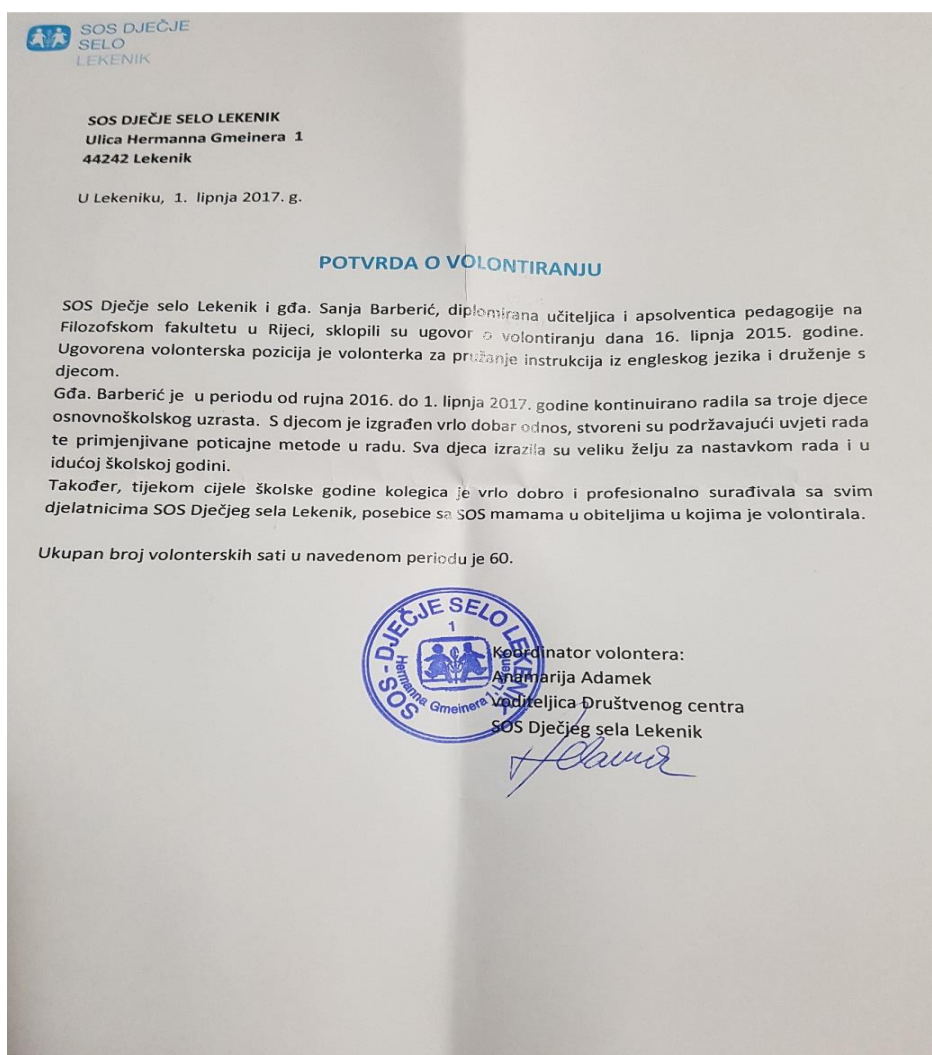 SOS DJEČJE
SELO
LEKENIK
SOS DJEČJE SELO LEKENIK
Ulica Hermanna Gmeinera 1
44242 Lekenik
U Lekeniku, 1. lipnja 2017. g.
POTVRDA O VOLONTIRANJU
SOS Dječje selo Lekenik i gđa. Sanja Barberić, diplomirana učiteljica i apsolventica pedagogije na
Filozofskom fakultetu u Rijeci, sklopili su ugovor o volontiranju dana 16. lipnja 2015. godine.
Ugovorena volonterska pozicija je volonterka za pružanje instrukcija iz engleskog jezika i druženje s
djecom.
Gđa. Barberić je u periodu od rujna 2016. do 1. lipnja 2017. godine kontinuirano radila sa troje djece
osnovnoškolskog uzrasta. S djecom je izgrađen vrlo dobar odnos, stvoreni su podržavajući uvjeti rada
te primjenjivane poticajne metode u radu. Sva djeca izrazila su veliku želju za nastavkom rada i u
idućoj školskoj godini.
Također, tijekom cijele školske godine kolegica je vrlo dobro i profesionalno surađivala sa svim
djelatnicima SOS Dječjeg sela Lekenik, posebice sa SOS mamama u obiteljima u kojima je volontirala.
Ukupan broj volonterskih sati u navedenom periodu je 60.
SOS - DJEČJE SELO LEKENIK
1
Hermanna Gmeinera 1, Lekenik
Koordinator volontera:
Anamarija Adamek
Voditeljica Društvenog centra
SOS Dječjeg sela Lekenik